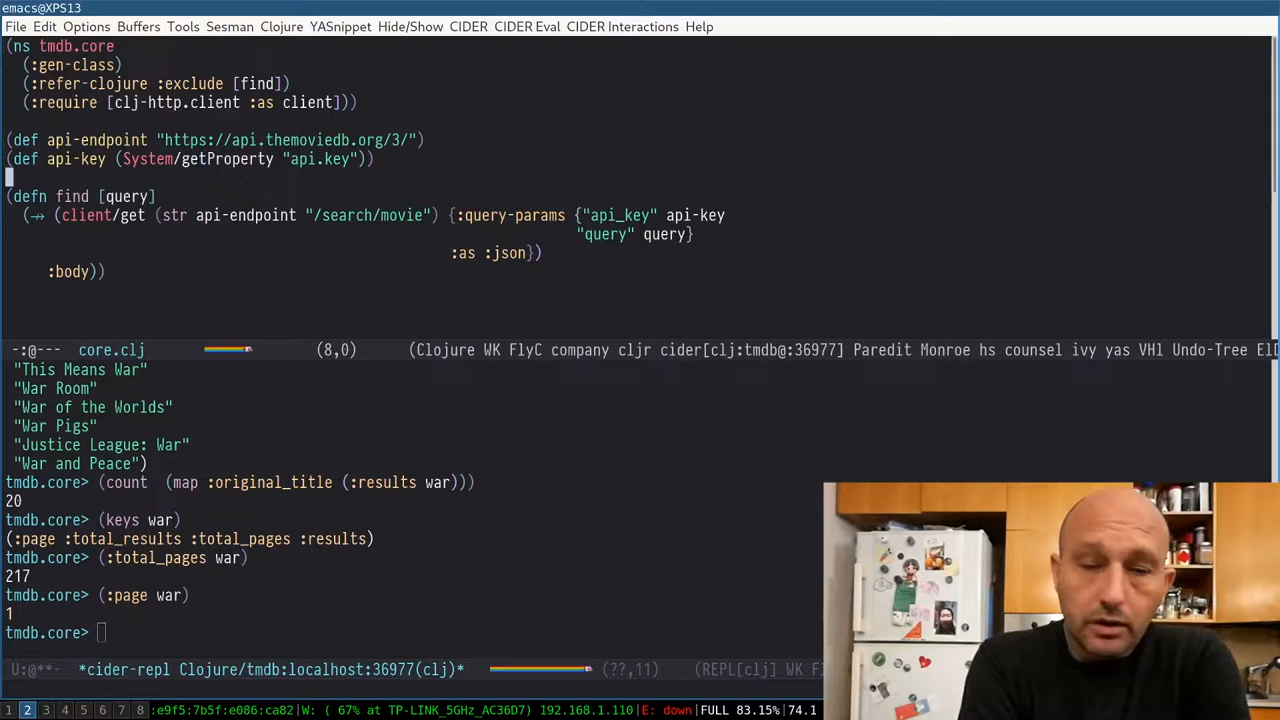 emacs@XPS13
File Edit Options Buffers Tools Sesman Clojure YASnippet Hide/Show CIDER CIDER Eval CIDER Interactions Help
(ns tmdb.core
(:gen-class)
(:refer-clojure :exclude [find])
(:require [clj-http.client :as client]))
(def api-endpoint "https://api.themoviedb.org/3/")
(def api-key (System/getProperty "api.key"))
(defn find [query]
(->> (client/get (str api-endpoint "/search/movie") {:query-params {"api_key" api-key
"query" query}
:as :json})
:body))
-:@--- core.clj (8,0) (Clojure WK FlyC company cljr cider[clj:tmdb@:36977] Paredit Monroe hs counsel ivy yas VHl Undo-Tree El
"This Means War"
"War Room"
"War of the Worlds"
"War Pigs"
"Justice League: War"
"War and Peace")
tmdb.core> (count (map :original_title (:results war)))
20
tmdb.core> (keys war)
(:page :total_results :total_pages :results)
tmdb.core> (:total_pages war)
217
tmdb.core> (:page war)
1
tmdb.core>
U:@**- *cider-repl Clojure/tmdb:localhost:36977(clj)* (??,11) (REPL[clj] WK Fl
1 2 3 4 5 6 7 8 :e9f5:7b5f:e086:ca82|W: ( 67% at TP-LINK_5GHz_AC36D7) 192.168.1.110|E: down|FULL 83.15%|74.1